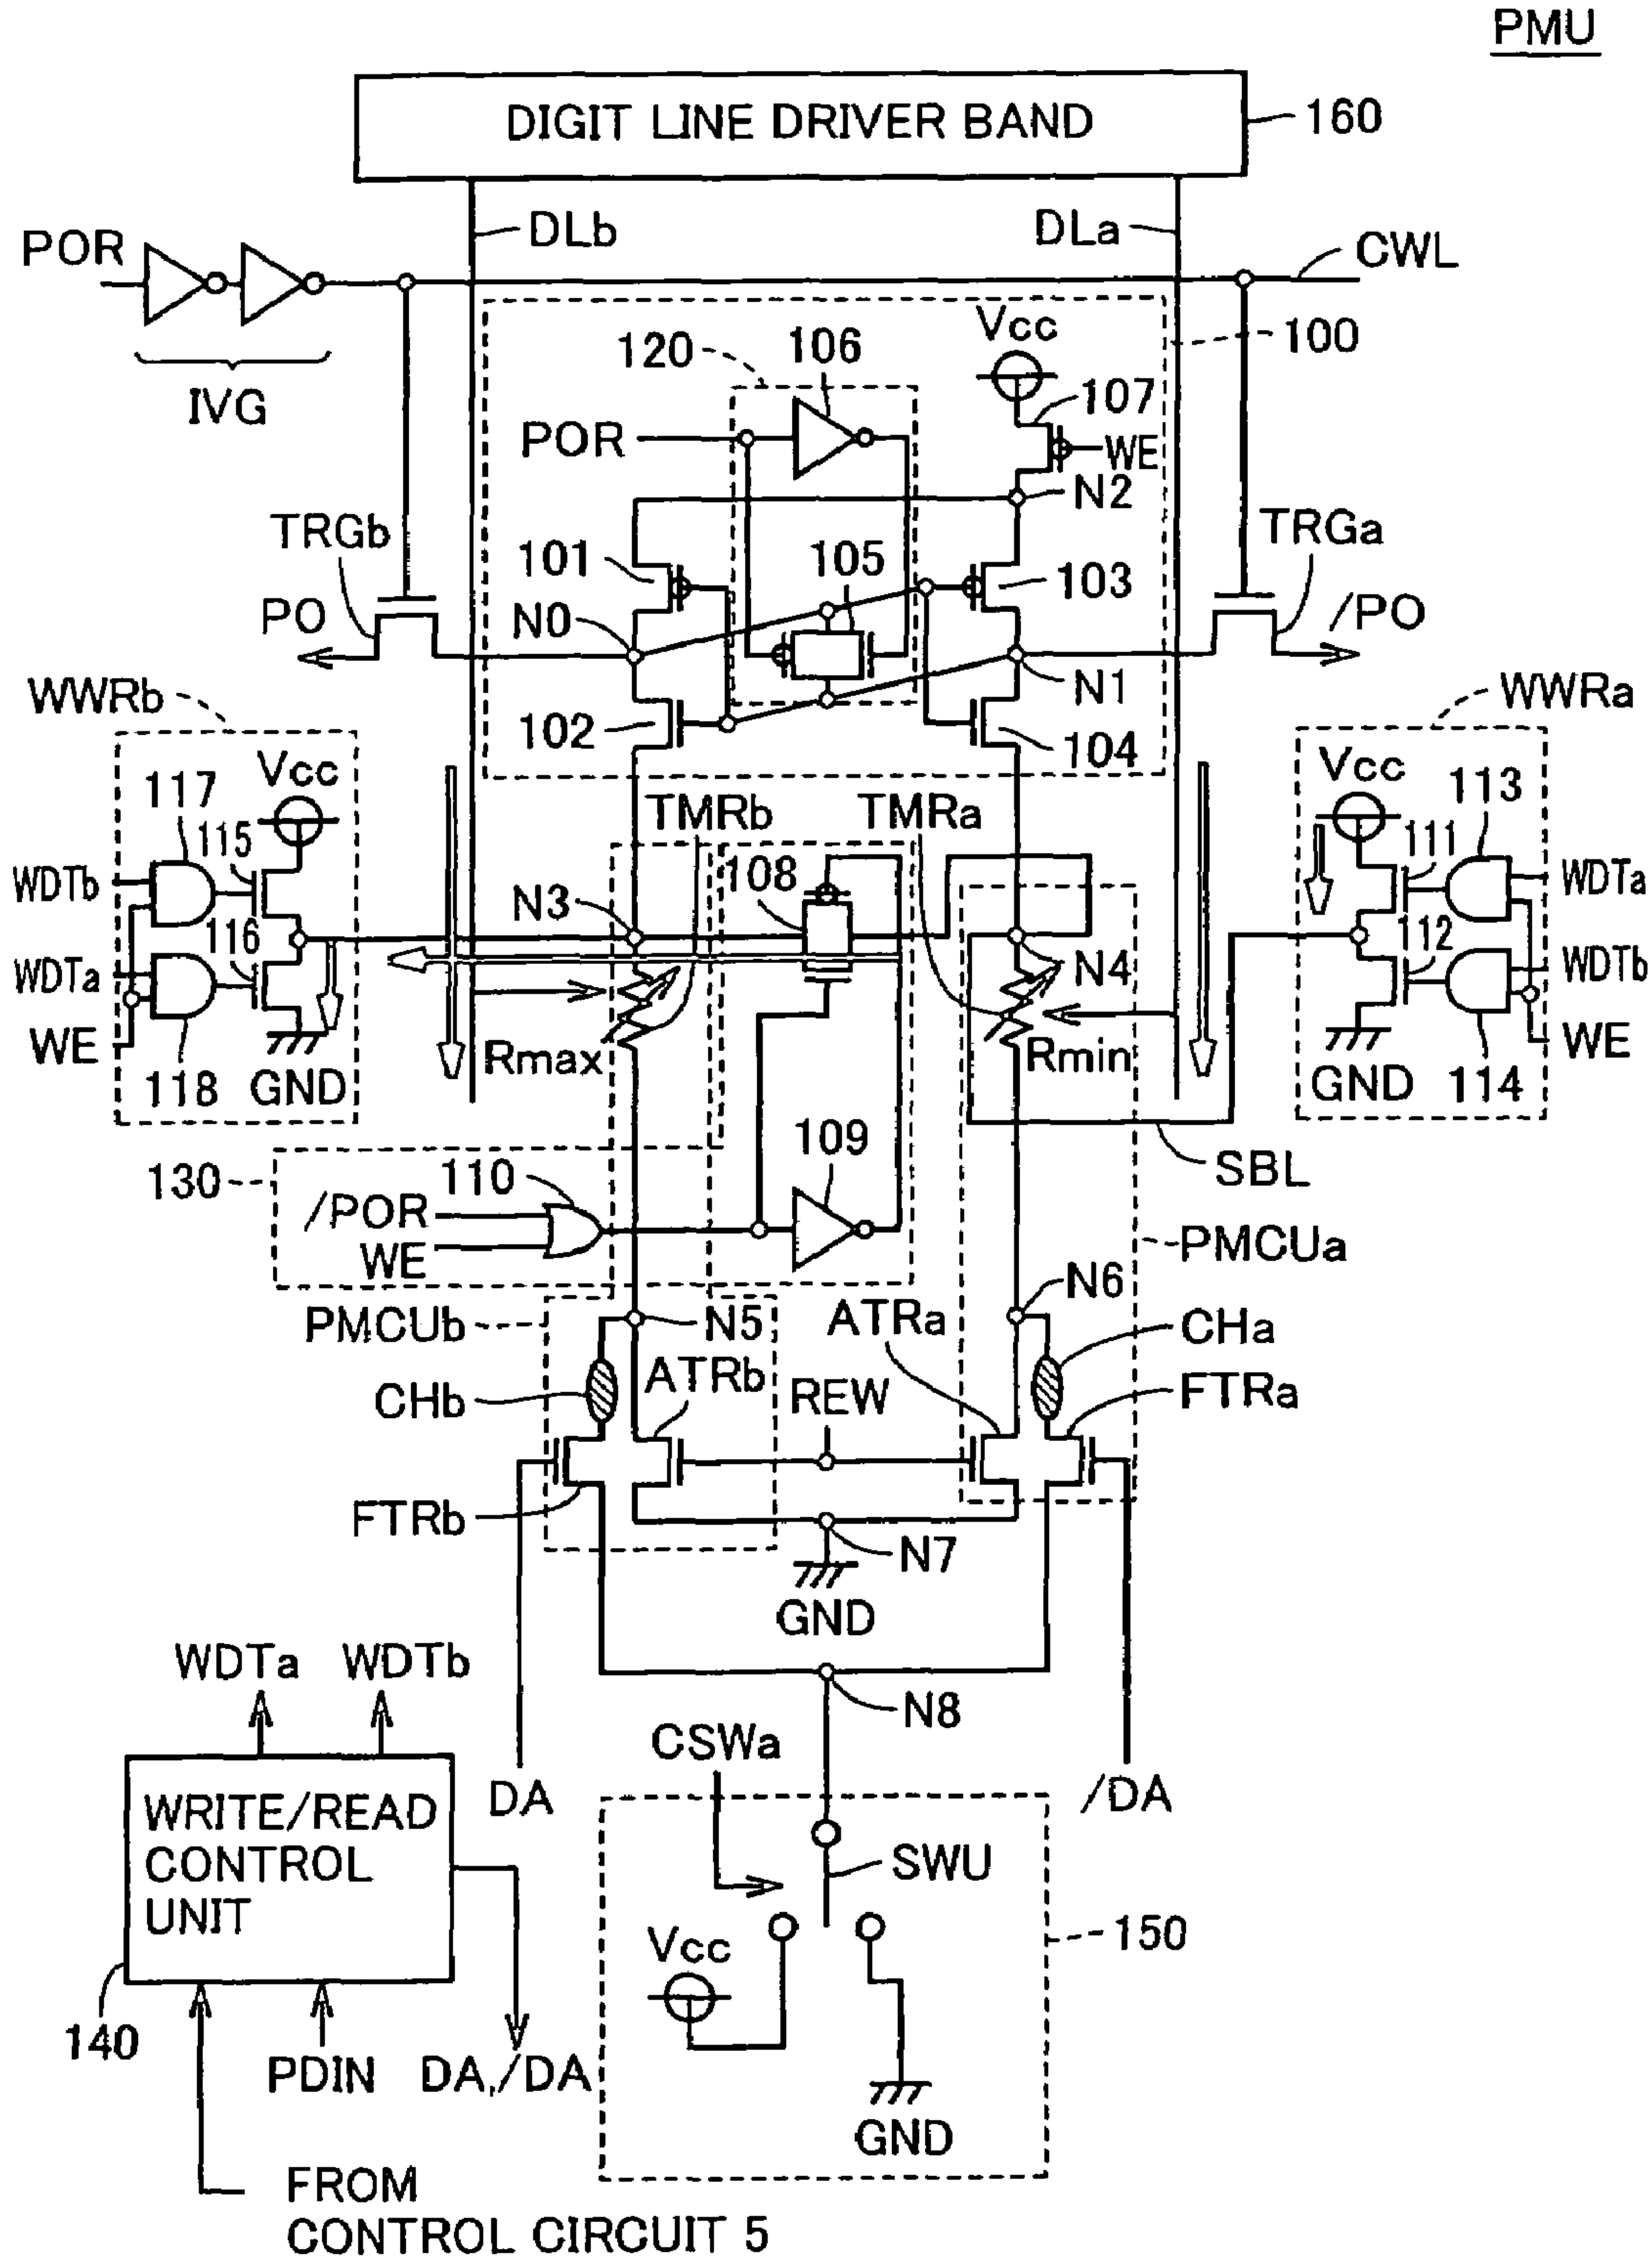 PMU
DIGIT LINE DRIVER BAND
160
DLb
DLa
POR
CWL
IVG
Vcc
100
120
106
107
POR
WE
N2
TRGb
TRGa
101
105
103
PO
N0
/PO
N1
WWRb
WWRa
102
104
Vcc
Vcc
117
113
115
TMRb
TMRa
111
108
WDTb
WDTa
N3
116
N4
112
WDTa
WDTb
WE
Rmax
Rmin
WE
118
GND
GND
114
109
SBL
130
110
/POR
WE
PMCUa
N6
PMCUb
N5
ATRa
CHa
ATRb
CHb
REW
FTRa
FTRb
N7
GND
WDTa
WDTb
N8
CSWa
DA
/DA
WRITE/READ
CONTROL
UNIT
SWU
150
Vcc
140
PDIN
DA,/DA
GND
FROM
CONTROL CIRCUIT 5